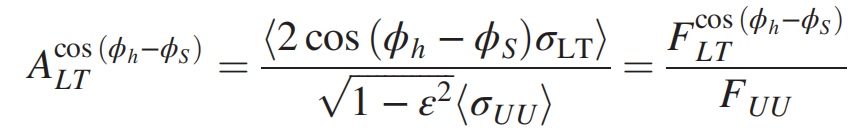 A_{LT}^{\cos(\phi_h-\phi_S)} = \frac{\langle 2\cos(\phi_h-\phi_S)\sigma_{\mathrm{LT}}\rangle}{\sqrt{1-\varepsilon^2}\langle\sigma_{UU}\rangle} = \frac{F_{LT}^{\cos(\phi_h-\phi_S)}}{F_{UU}}